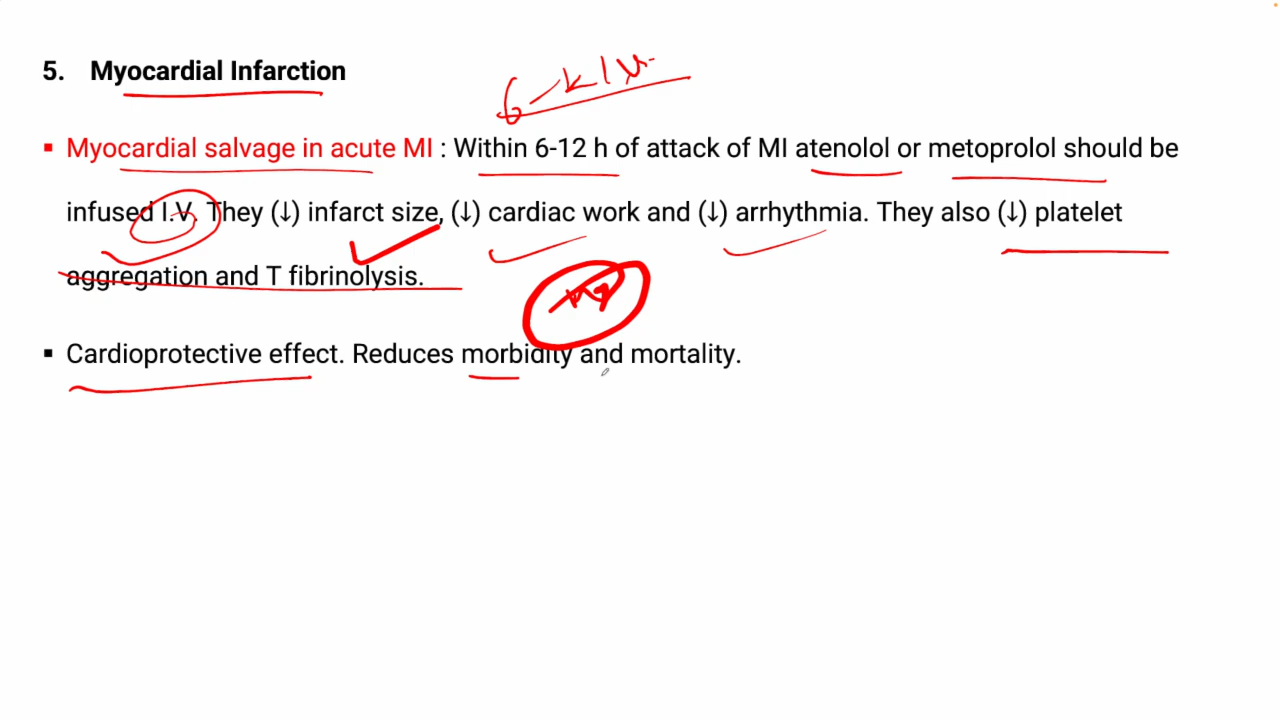 5. Myocardial Infarction
▪ Myocardial salvage in acute MI : Within 6-12 h of attack of MI atenolol or metoprolol should be
infused I.V. They (↓) infarct size, (↓) cardiac work and (↓) arrhythmia. They also (↓) platelet
aggregation and T fibrinolysis.
▪ Cardioprotective effect. Reduces morbidity and mortality.